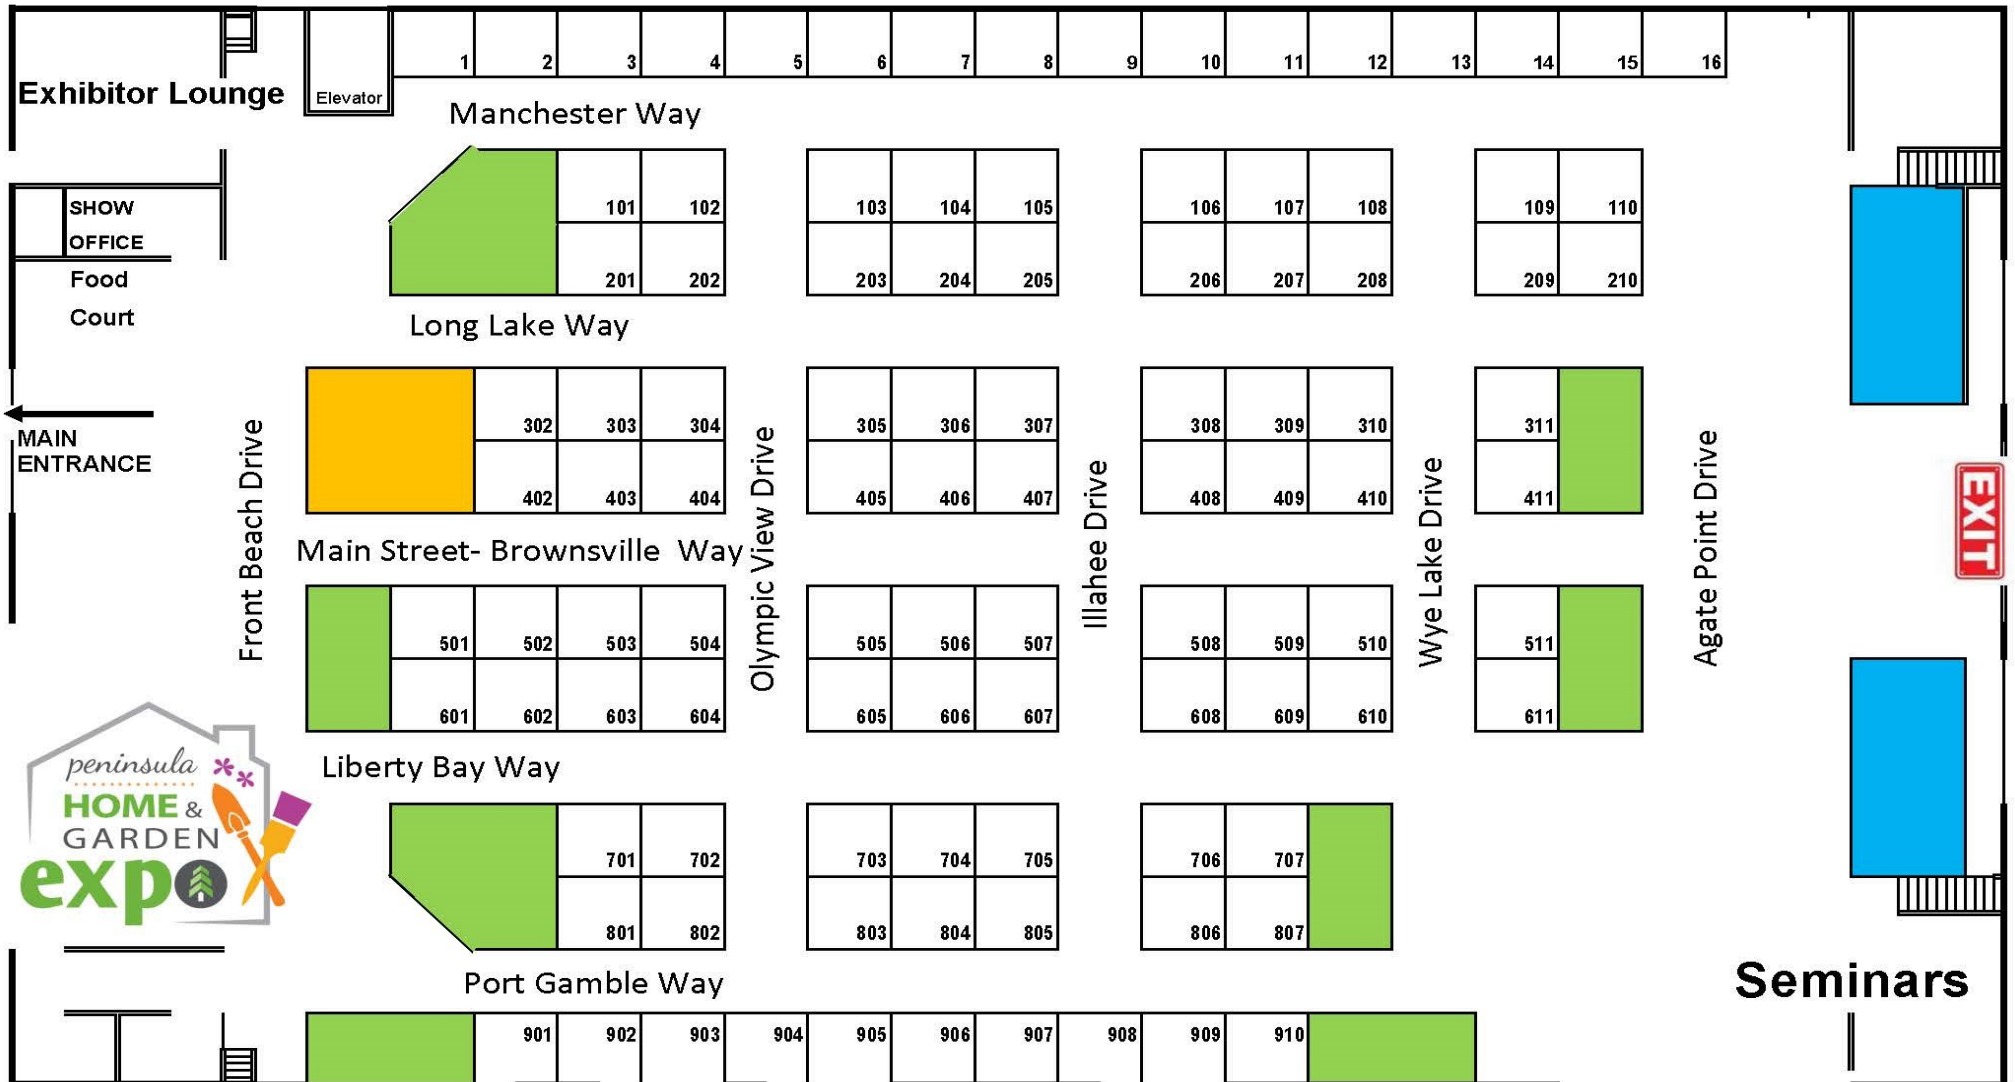 1 2 3 4 5 6 7 8 9 10 11 12 13 14 15 16
Exhibitor Lounge
Elevator
Manchester Way
SHOW
OFFICE
101 102 103 104 105 106 107 108 109 110
Food
Court
201 202 203 204 205 206 207 208 209 210
Long Lake Way
MAIN
ENTRANCE
302 303 304 305 306 307 308 309 310 311
402 403 404 405 406 407 408 409 410 411
Front Beach Drive
Olympic View Drive
Illahee Drive
Wye Lake Drive
Agate Point Drive
EXIT
Main Street- Brownsville Way
501 502 503 504 505 506 507 508 509 510 511
601 602 603 604 605 606 607 608 609 610 611
Liberty Bay Way
peninsula
HOME &
GARDEN
expo
701 702 703 704 705 706 707
801 802 803 804 805 806 807
Port Gamble Way
Seminars
901 902 903 904 905 906 907 908 909 910